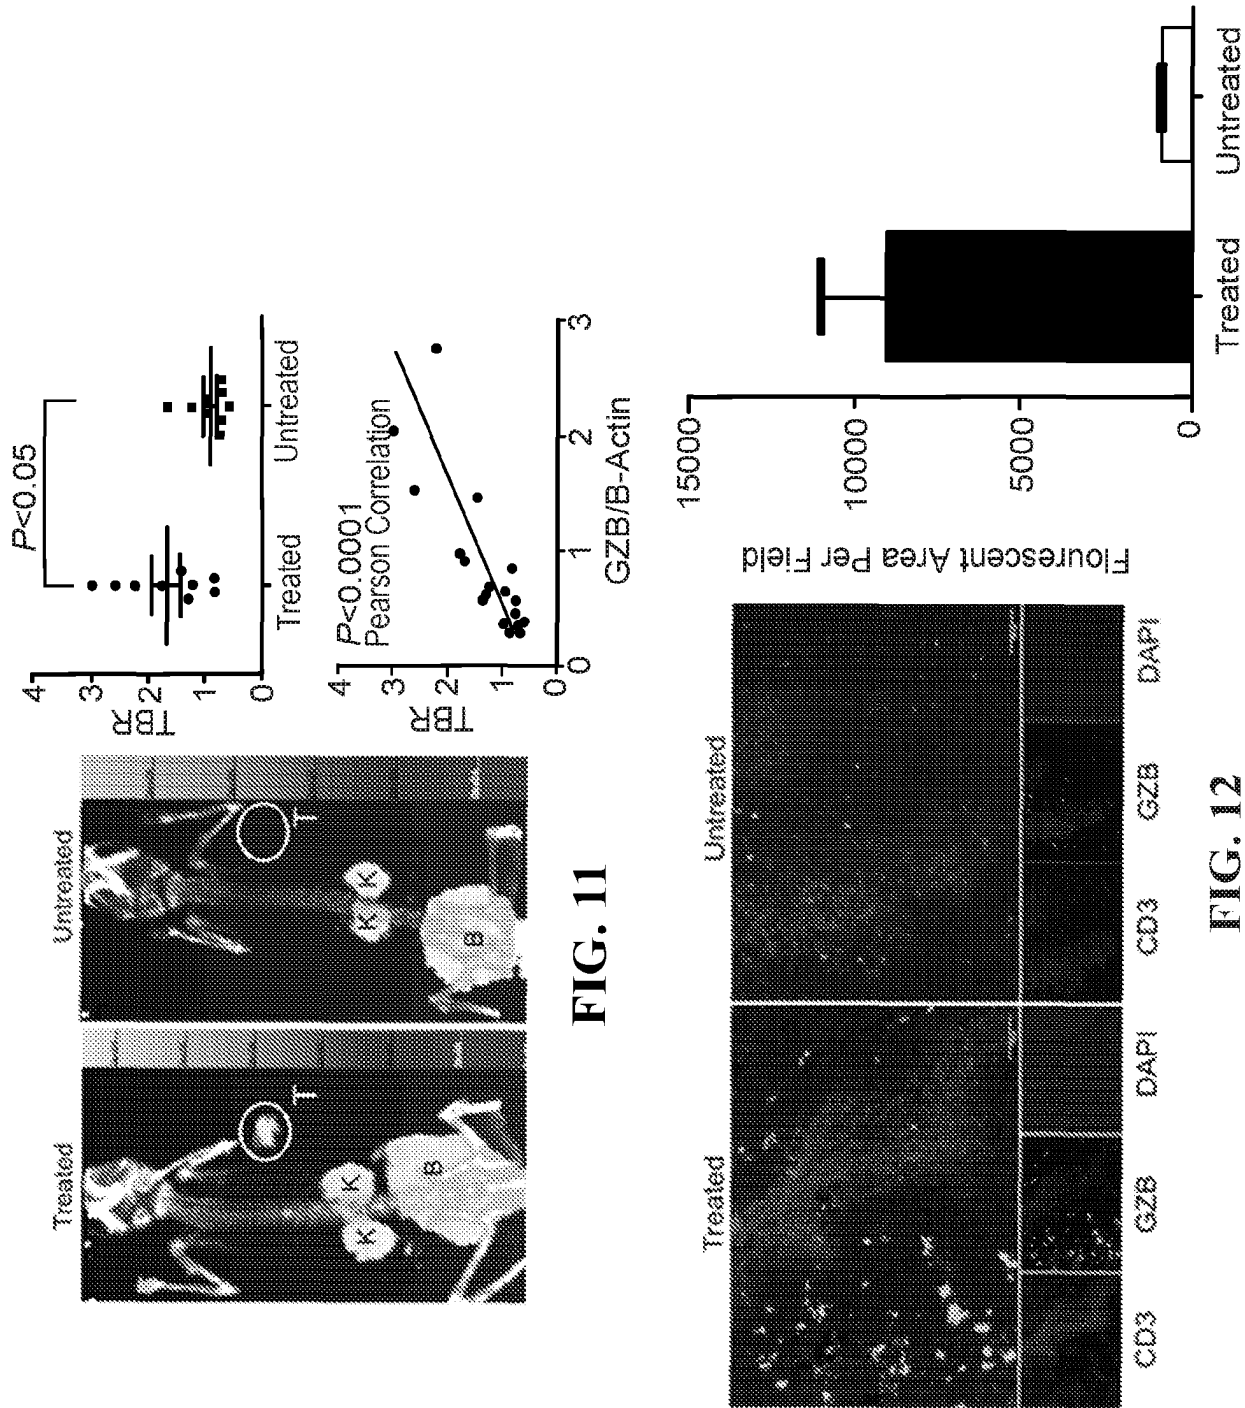 Treated
Untreated
T
T
K
K
K
K
B
B
TBR
4
3
2
1
0
P<0.05
Treated
Untreated
TBR
4
3
2
1
0
P<0.0001
Pearson Correlation
0
1
2
3
GZB/B-Actin
FIG. 11
Treated
Untreated
CD3
GZB
DAPI
CD3
GZB
DAPI
Flourescent Area Per Field
15000
10000
5000
0
Treated
Untreated
FIG. 12